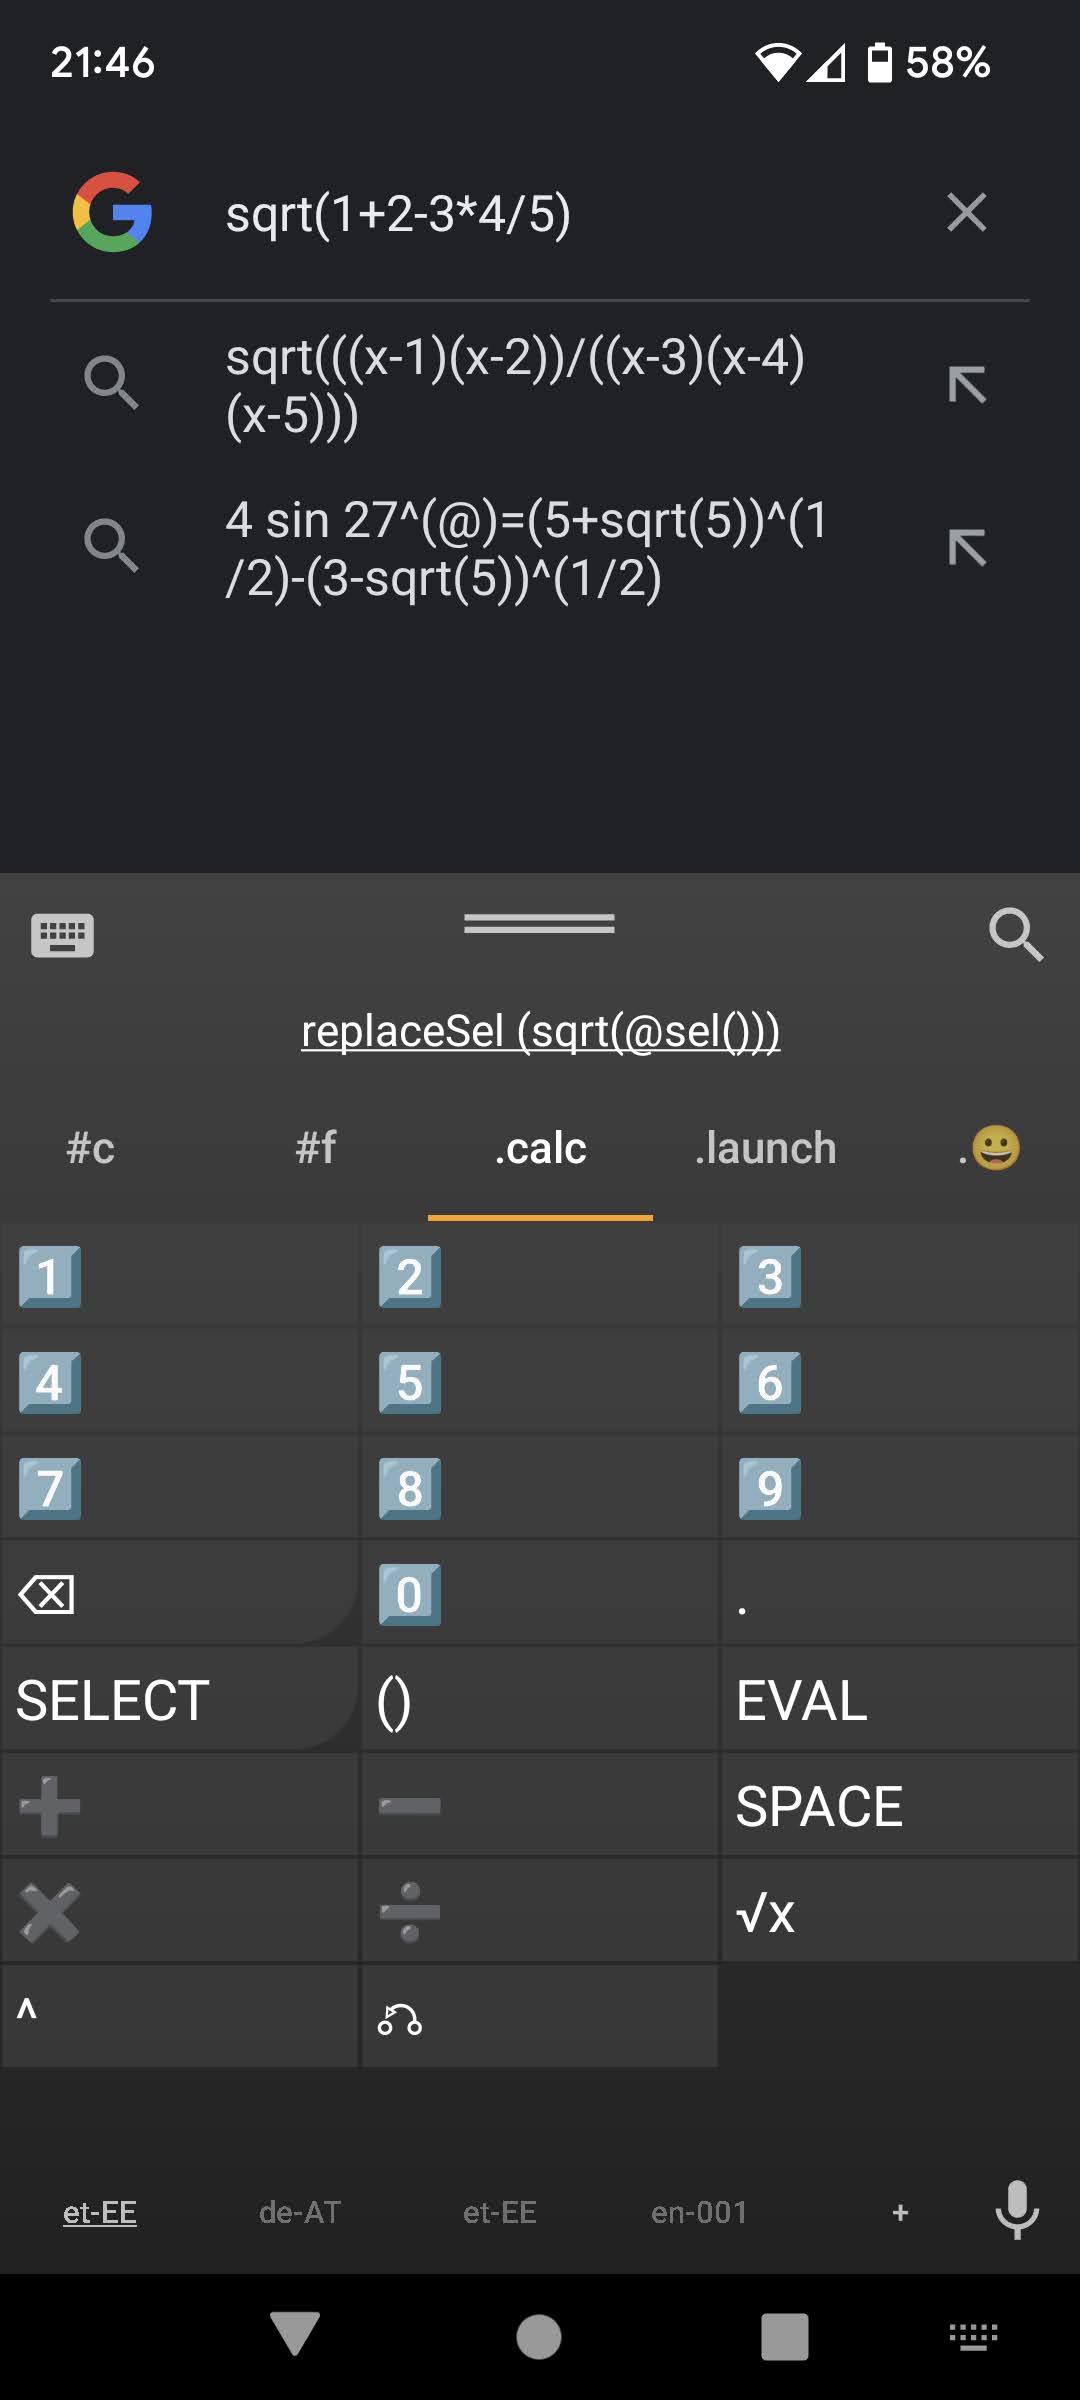 21:46 58%
sqrt(1+2-3*4/5)
sqrt(((x-1)(x-2))/((x-3)(x-4)
(x-5)))
4 sin 27^(@)=(5+sqrt(5))^(1
/2)-(3-sqrt(5))^(1/2)
replaceSel (sqrt(@sel()))
#c #f .calc .launch .😀
1 2 3
4 5 6
7 8 9
⌫ 0 .
SELECT () EVAL
➕ ➖ SPACE
✖ ➗ √x
^
et-EE de-AT et-EE en-001 +